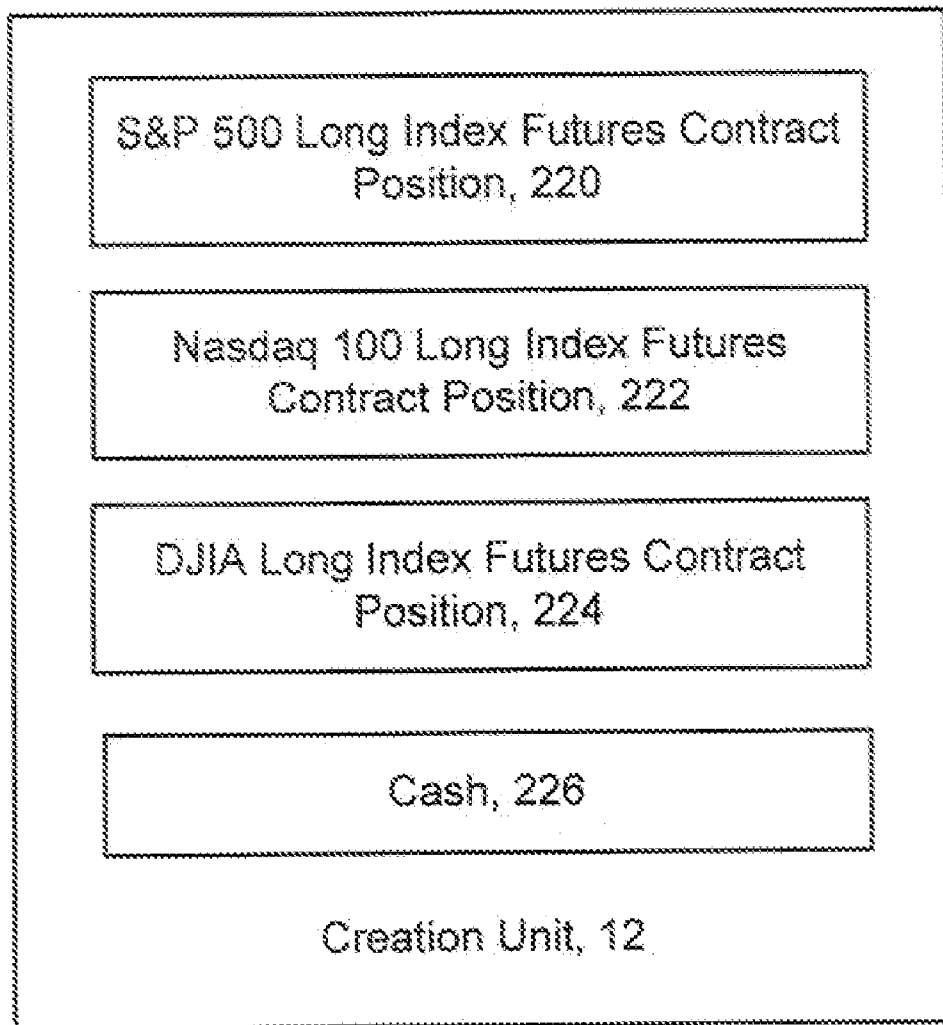 S&P 500 Long Index Futures Contract
Position, 220
Nasdaq 100 Long Index Futures
Contract Position, 222
DJIA Long Index Futures Contract
Position, 224
Cash, 226
Creation Unit, 12